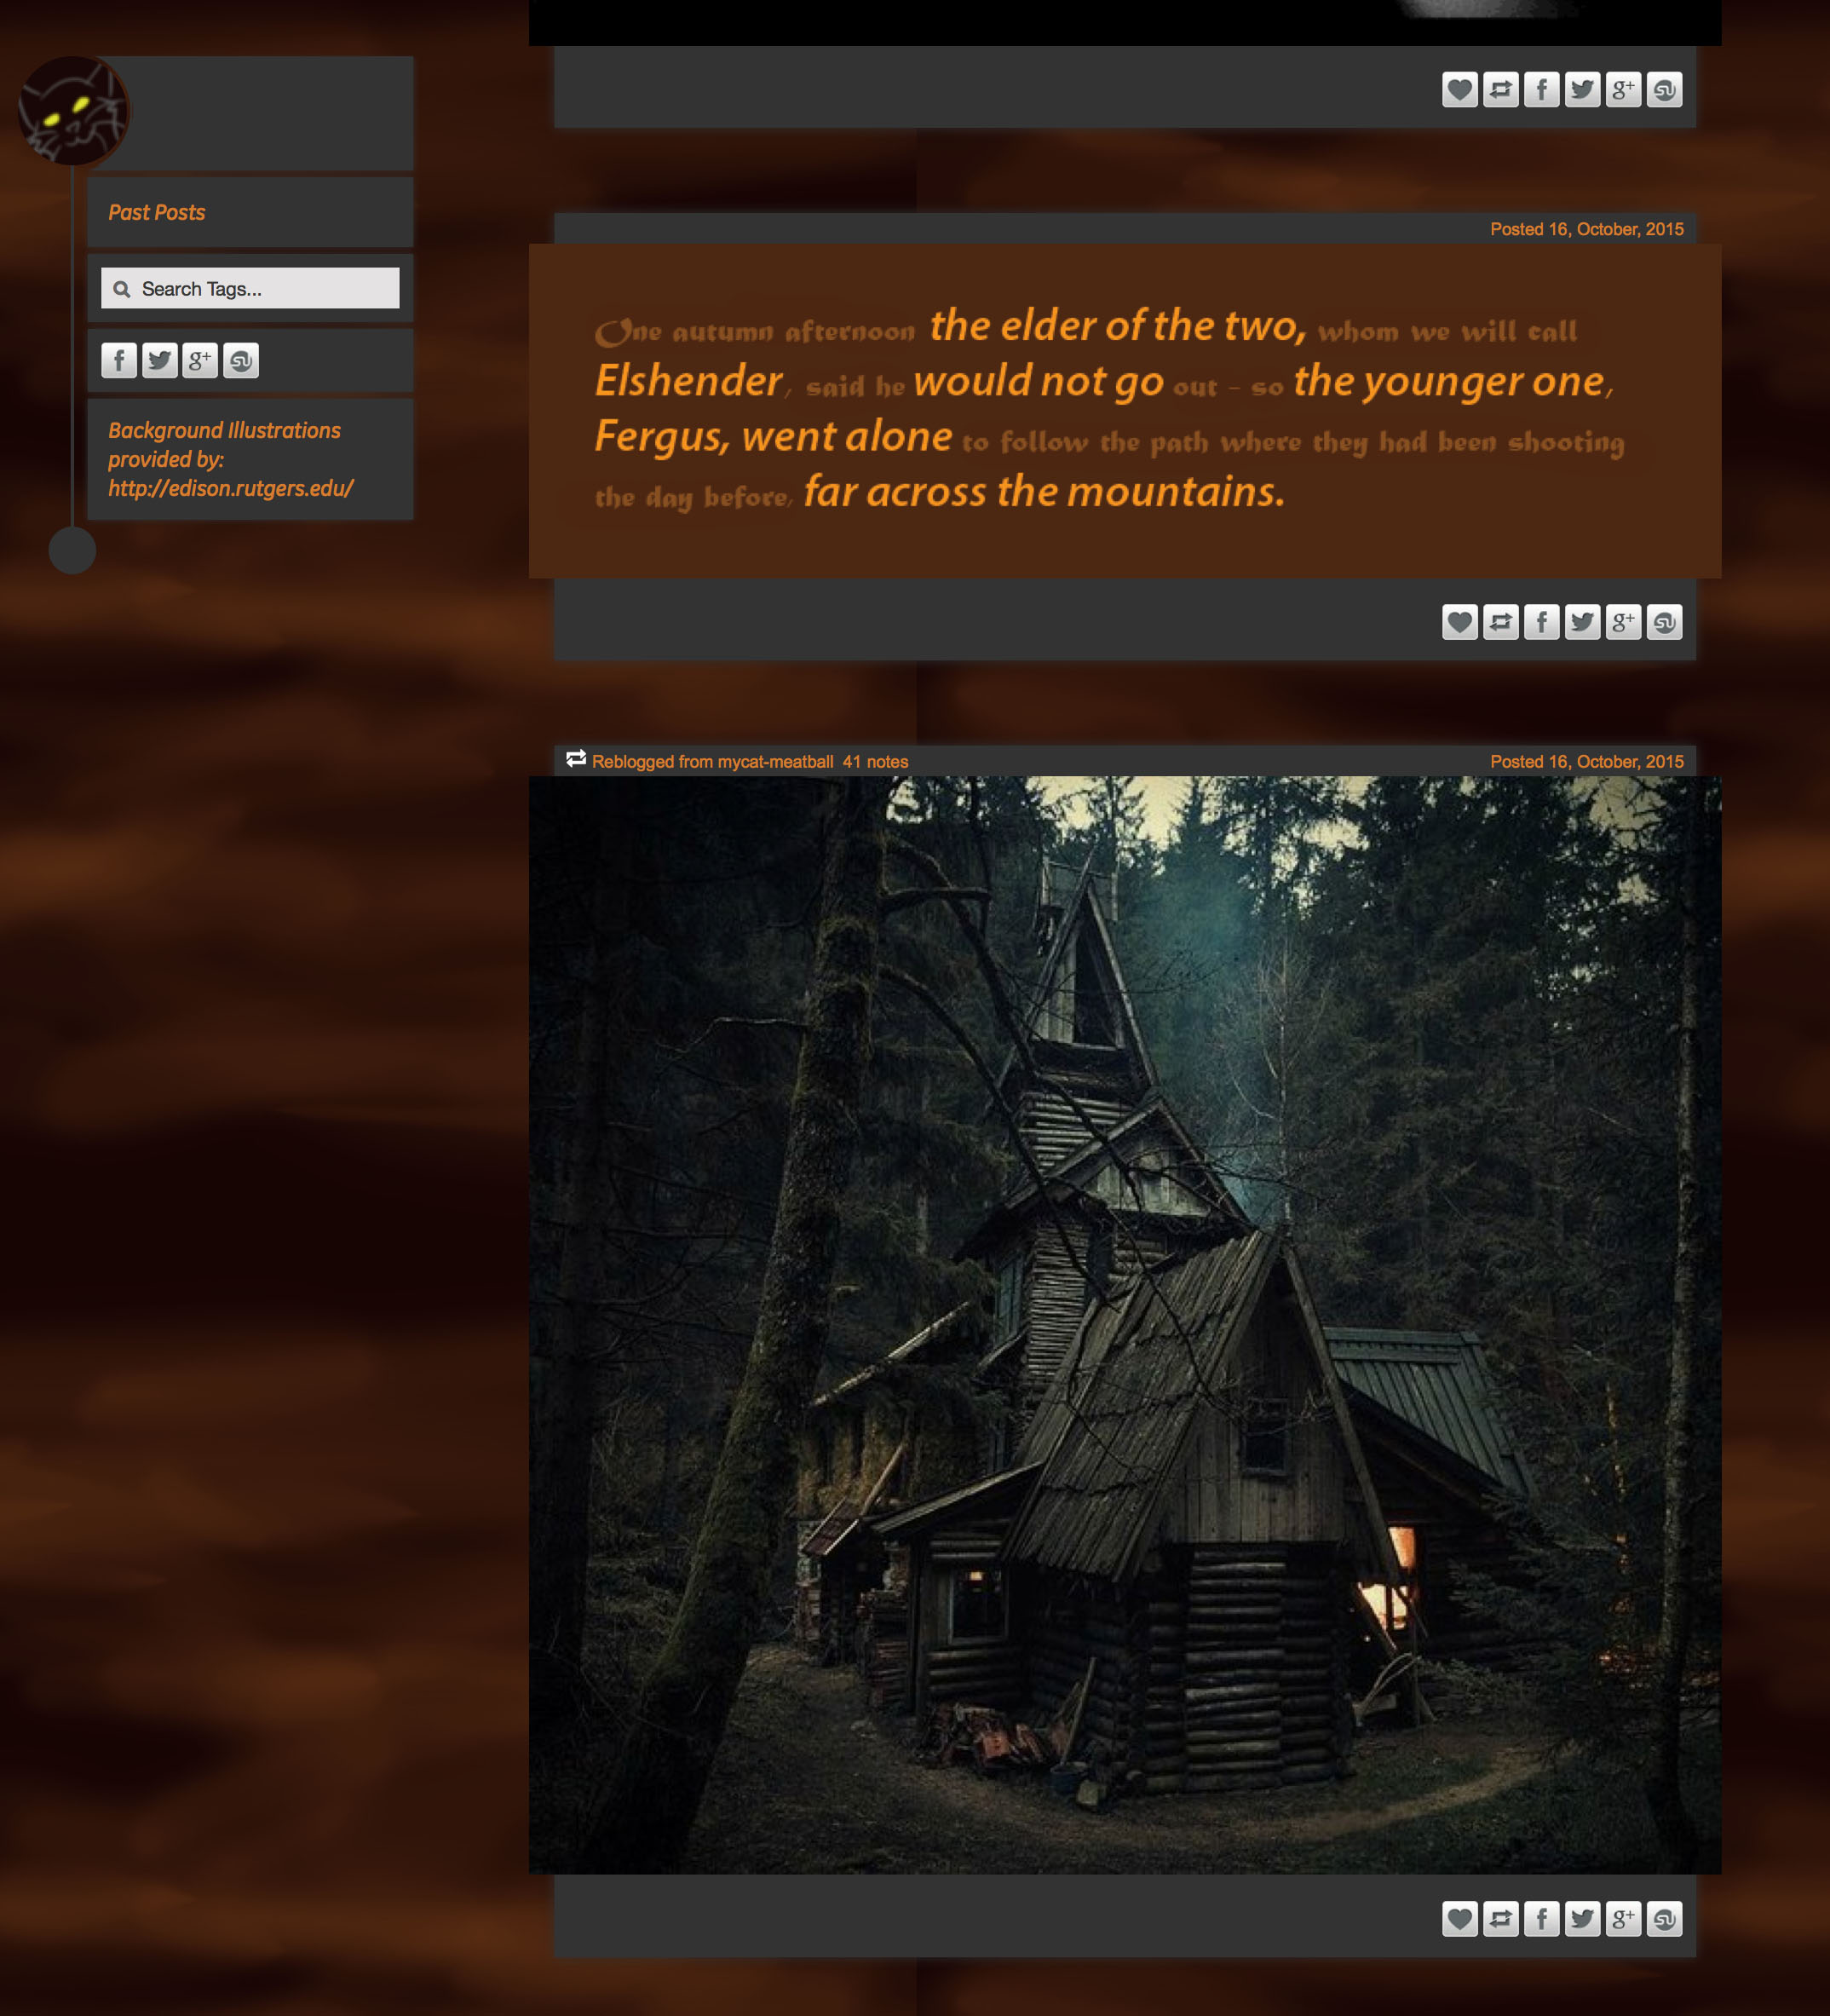 Past Posts
Search Tags...
Background Illustrations
provided by:
http://edison.rutgers.edu/
Posted 16, October, 2015
One autumn afternoon the elder of the two, whom we will call
Elshender, said he would not go out - so the younger one,
Fergus, went alone to follow the path where they had been shooting
the day before, far across the mountains.
Reblogged from mycat-meatball 41 notes
Posted 16, October, 2015